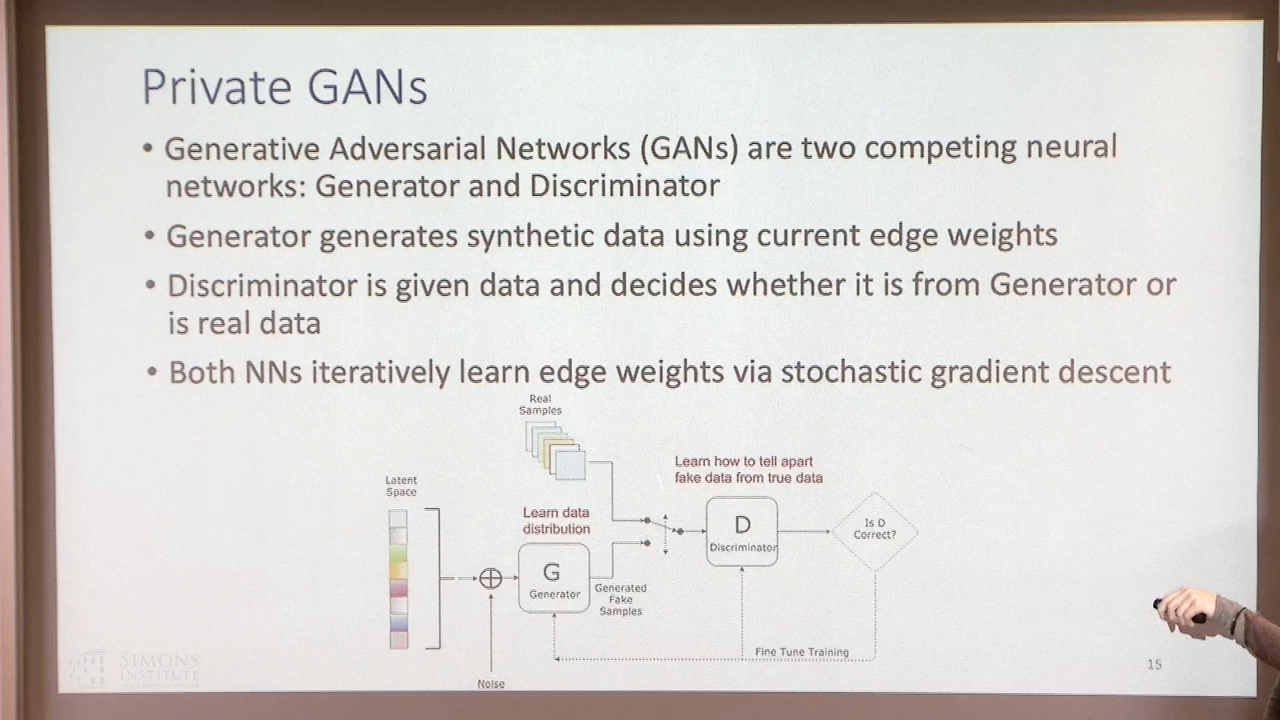 Private GANs
• Generative Adversarial Networks (GANs) are two competing neural
networks: Generator and Discriminator
• Generator generates synthetic data using current edge weights
• Discriminator is given data and decides whether it is from Generator or
is real data
• Both NNs iteratively learn edge weights via stochastic gradient descent
Real
Samples
Learn how to tell apart
fake data from true data
Latent
Space
Learn data
distribution
D
Discriminator
Is D
Correct?
G
Generator
Generated
Fake
Samples
Fine Tune Training
Noise
SIMONS
INSTITUTE
15